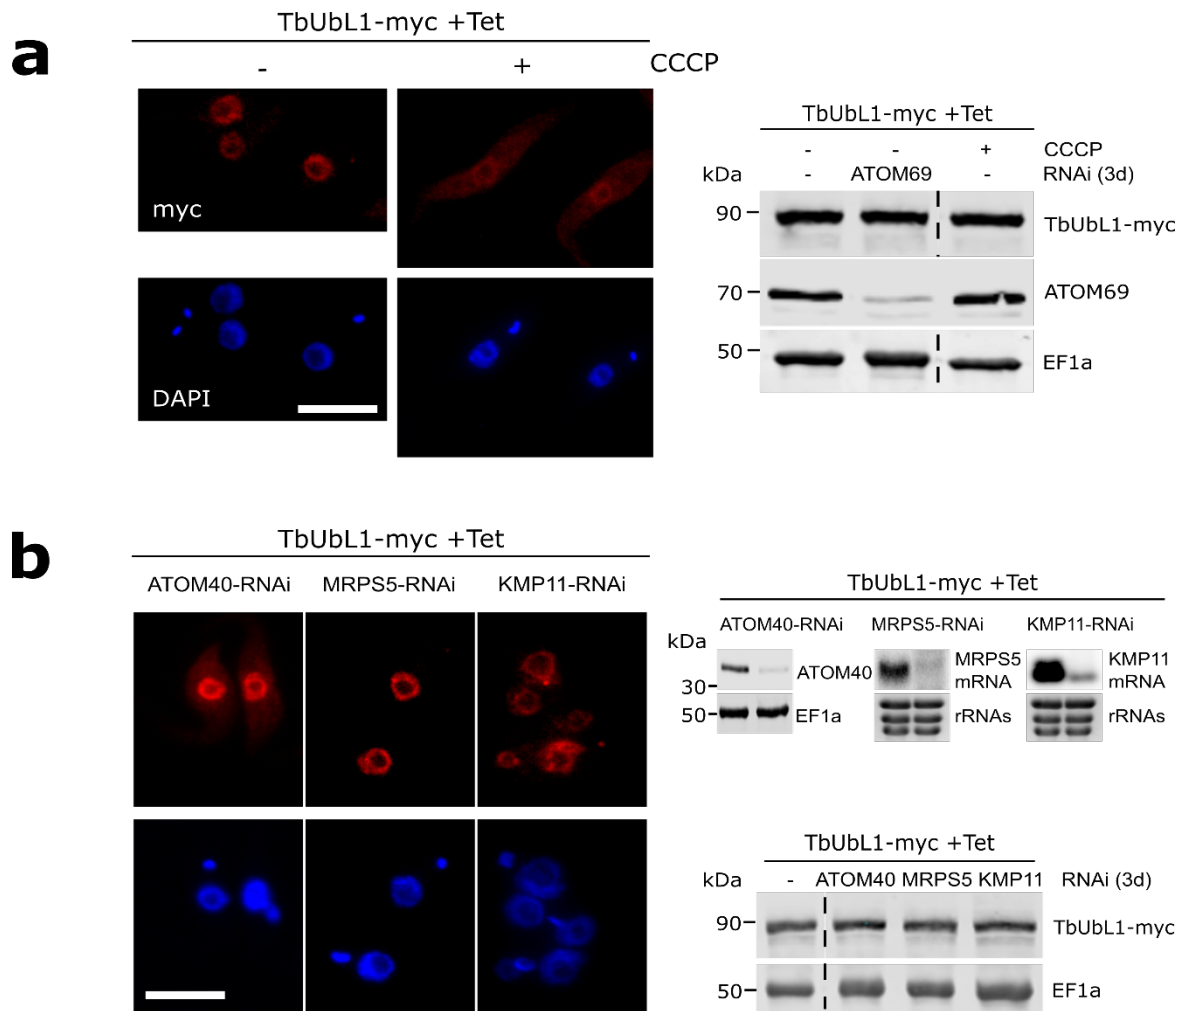 a
TbUbL1-myc +Tet
- + CCCP
myc
DAPI
TbUbL1-myc +Tet
- - + CCCP
kDa - ATOM69 - RNAi (3d)
90 TbUbL1-myc
70 ATOM69
50 EF1a
b
TbUbL1-myc +Tet
ATOM40-RNAi MRPS5-RNAi KMP11-RNAi
TbUbL1-myc +Tet
kDa ATOM40-RNAi MRPS5-RNAi KMP11-RNAi
30 ATOM40 MRPS5 mRNA KMP11 mRNA
50 EF1a rRNAs rRNAs
TbUbL1-myc +Tet
kDa - ATOM40 MRPS5 KMP11 RNAi (3d)
90 TbUbL1-myc
50 EF1a